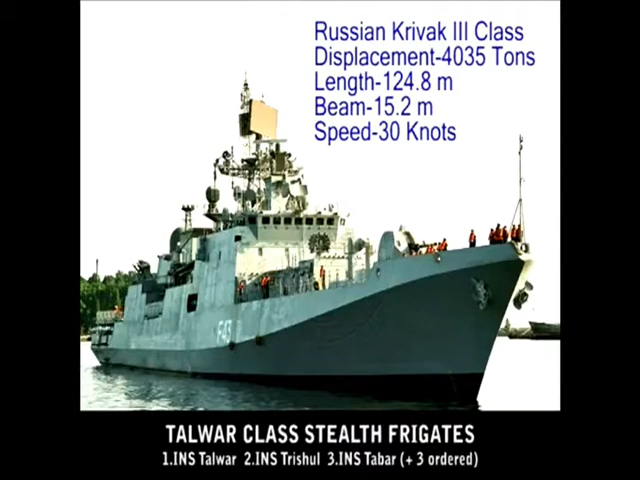 Russian Krivak III Class
Displacement-4035 Tons
Length-124.8 m
Beam-15.2 m
Speed-30 Knots
F43
TALWAR CLASS STEALTH FRIGATES
1.INS Talwar 2.INS Trishul 3.INS Tabar (+ 3 ordered)